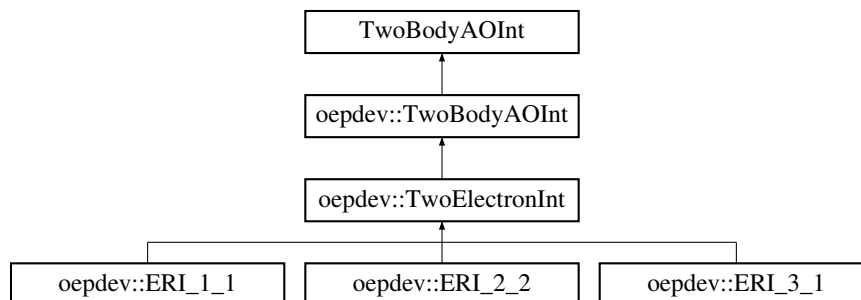 TwoBodyAOInt
oepdev::TwoBodyAOInt
oepdev::TwoElectronInt
oepdev::ERI_1_1
oepdev::ERI_2_2
oepdev::ERI_3_1